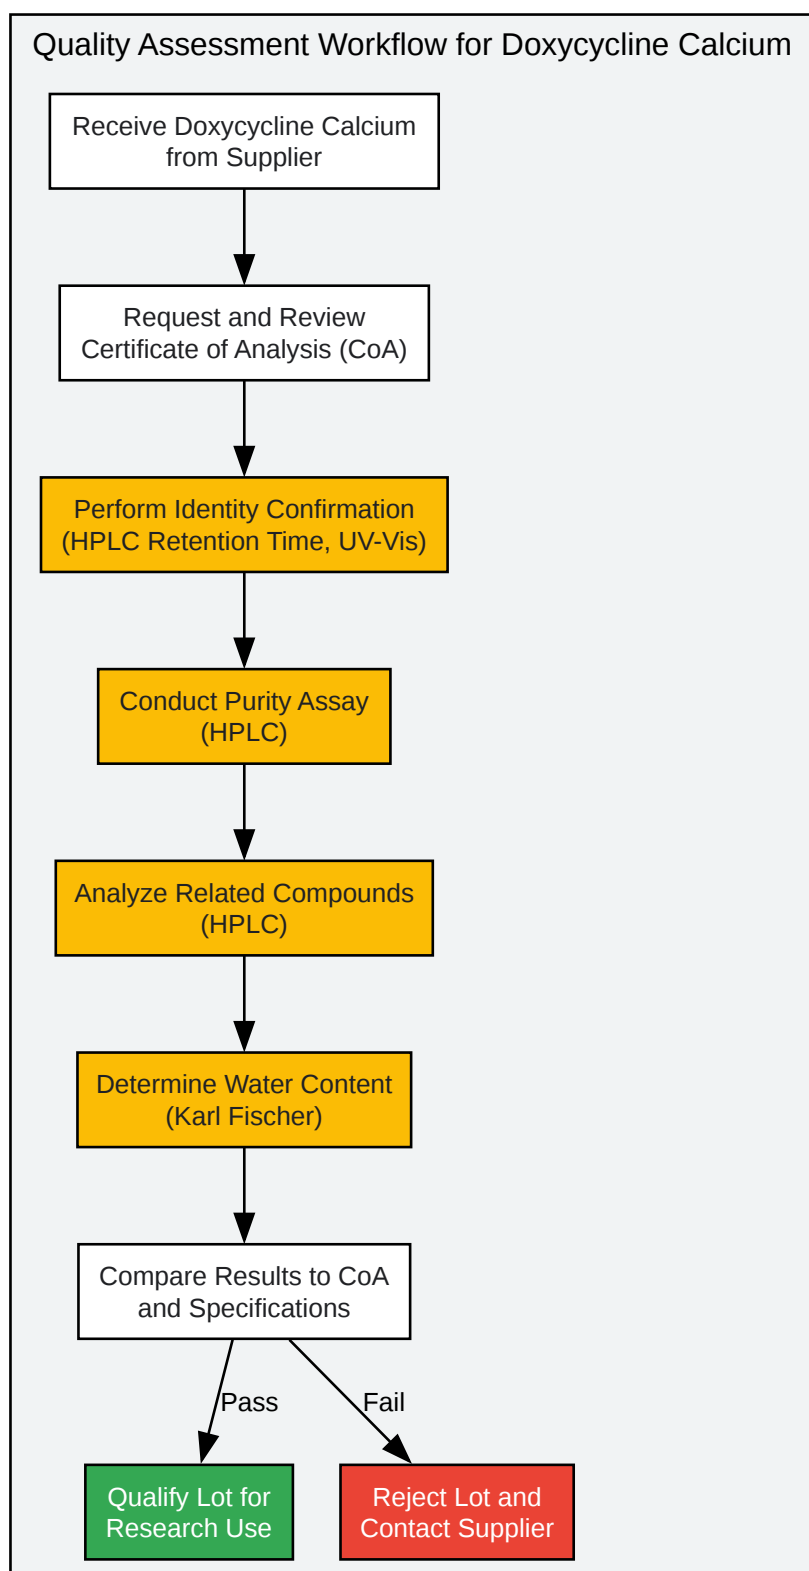 Quality Assessment Workflow for Doxycycline Calcium
Receive Doxycycline Calcium
from Supplier
Request and Review
Certificate of Analysis (CoA)
Perform Identity Confirmation
(HPLC Retention Time, UV-Vis)
Conduct Purity Assay
(HPLC)
Analyze Related Compounds
(HPLC)
Determine Water Content
(Karl Fischer)
Compare Results to CoA
and Specifications
Pass
Fail
Qualify Lot for
Research Use
Reject Lot and
Contact Supplier